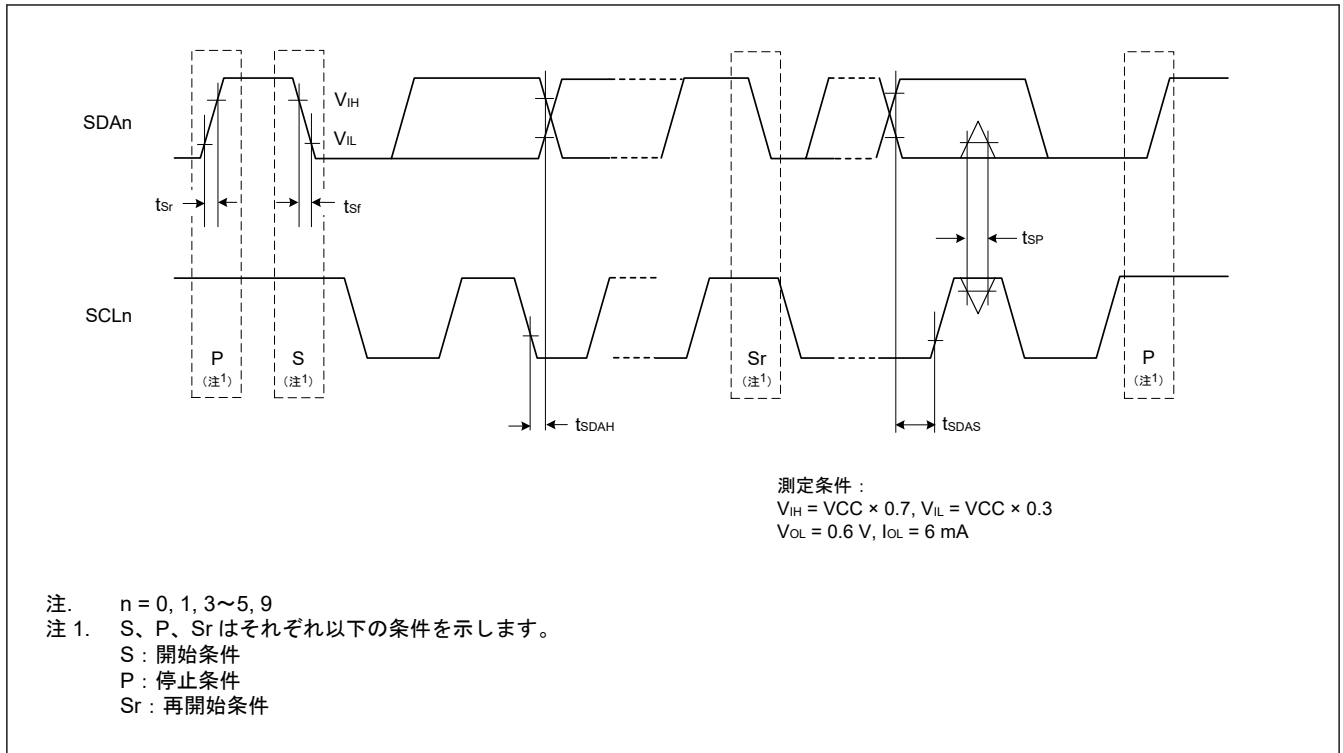 SDAn
VIH
VIL
tSr
tSf
tSP
SCLn
P
(注1)
S
(注1)
Sr
(注1)
P
(注1)
tSDAH
tSDAS
測定条件：
VIH = VCC × 0.7, VIL = VCC × 0.3
VOL = 0.6 V, IOL = 6 mA
注. n = 0, 1, 3～5, 9
注 1. S、P、Sr はそれぞれ以下の条件を示します。
S：開始条件
P：停止条件
Sr：再開始条件